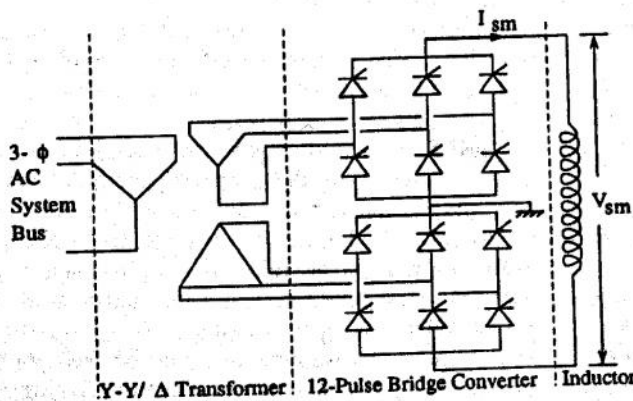 I sm
3- ϕ
AC
System
Bus
V sm
Y-Y/ Δ Transformer
12-Pulse Bridge Converter
Inductor